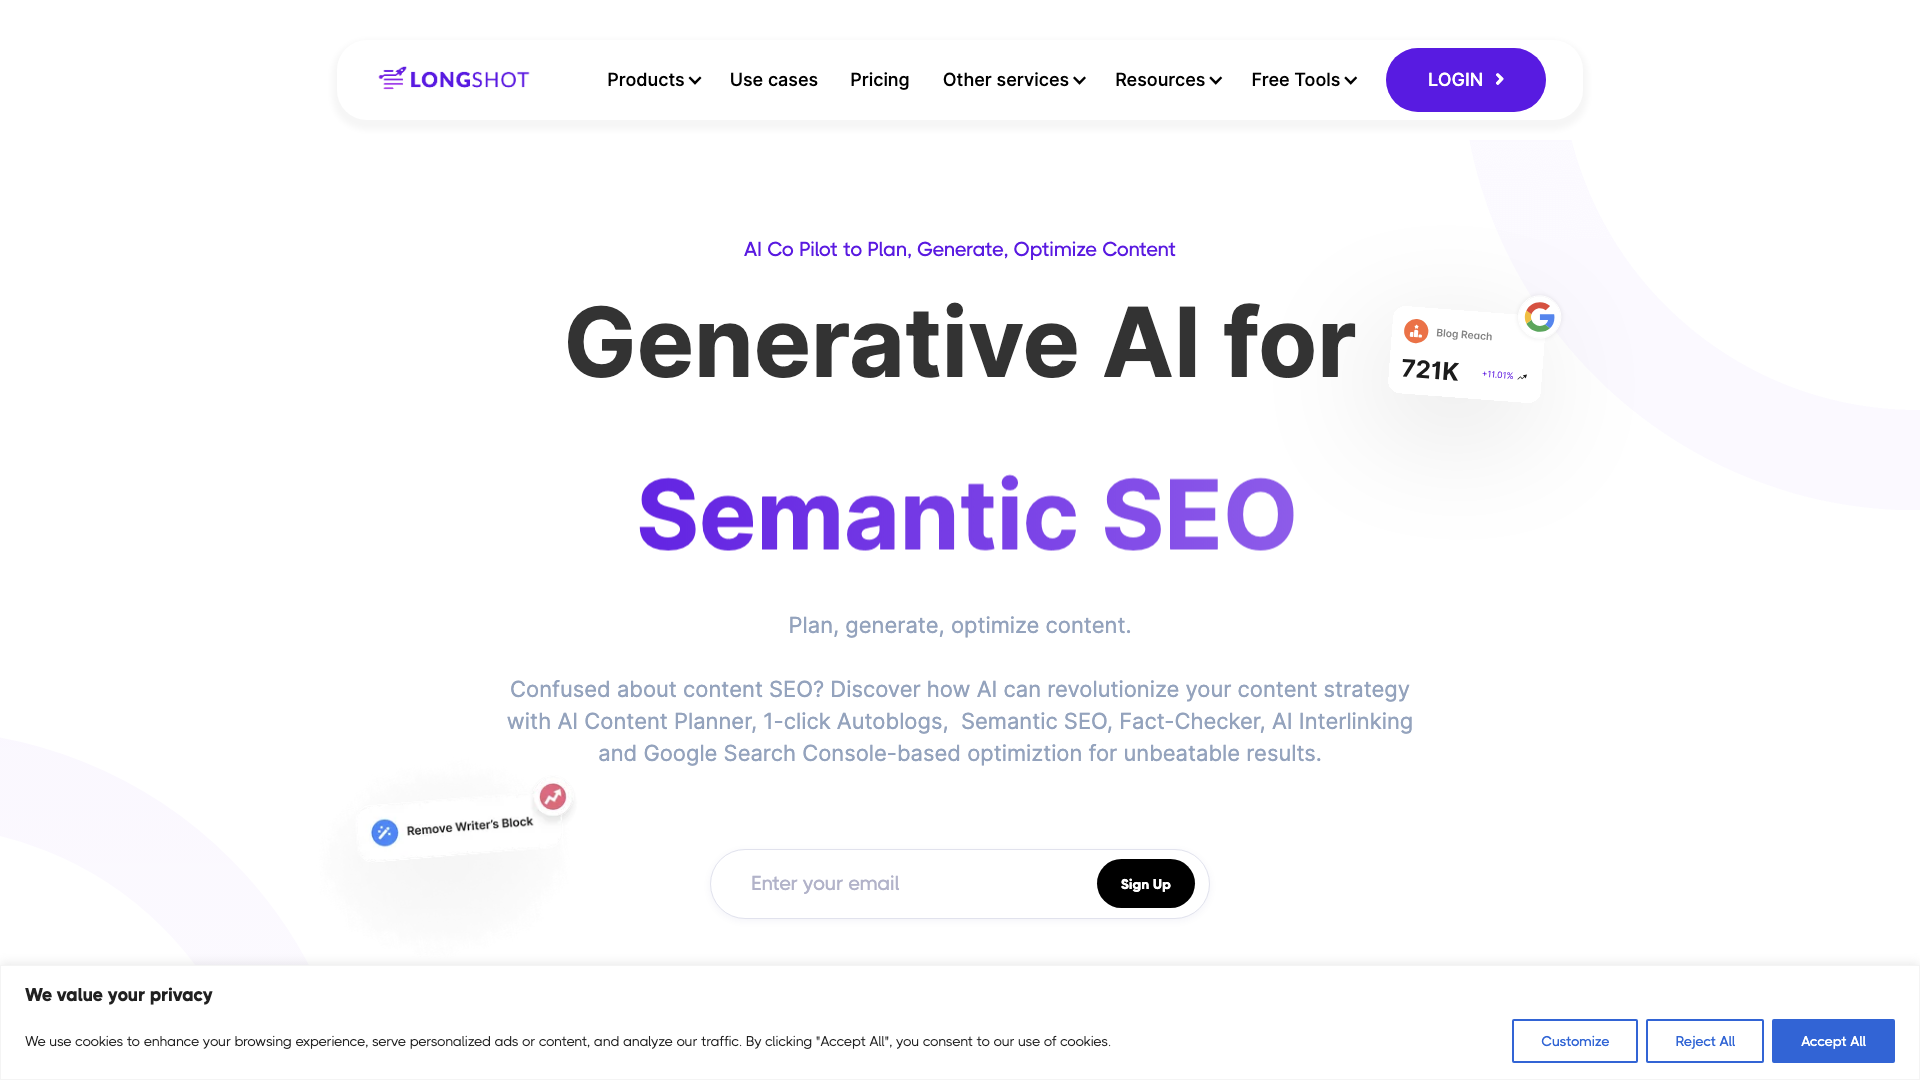 LONGSHOT
Products
Use cases
Pricing
Other services
Resources
Free Tools
LOGIN
AI Co Pilot to Plan, Generate, Optimize Content
Generative AI for
Semantic SEO
Blog Reach
721K
+11.01%
Plan, generate, optimize content.
Confused about content SEO? Discover how AI can revolutionize your content strategy
with AI Content Planner, 1-click Autoblogs, Semantic SEO, Fact-Checker, AI Interlinking
and Google Search Console-based optimiztion for unbeatable results.
Remove Writer's Block
Enter your email
Sign Up
We value your privacy
We use cookies to enhance your browsing experience, serve personalized ads or content, and analyze our traffic. By clicking "Accept All", you consent to our use of cookies.
Customize
Reject All
Accept All